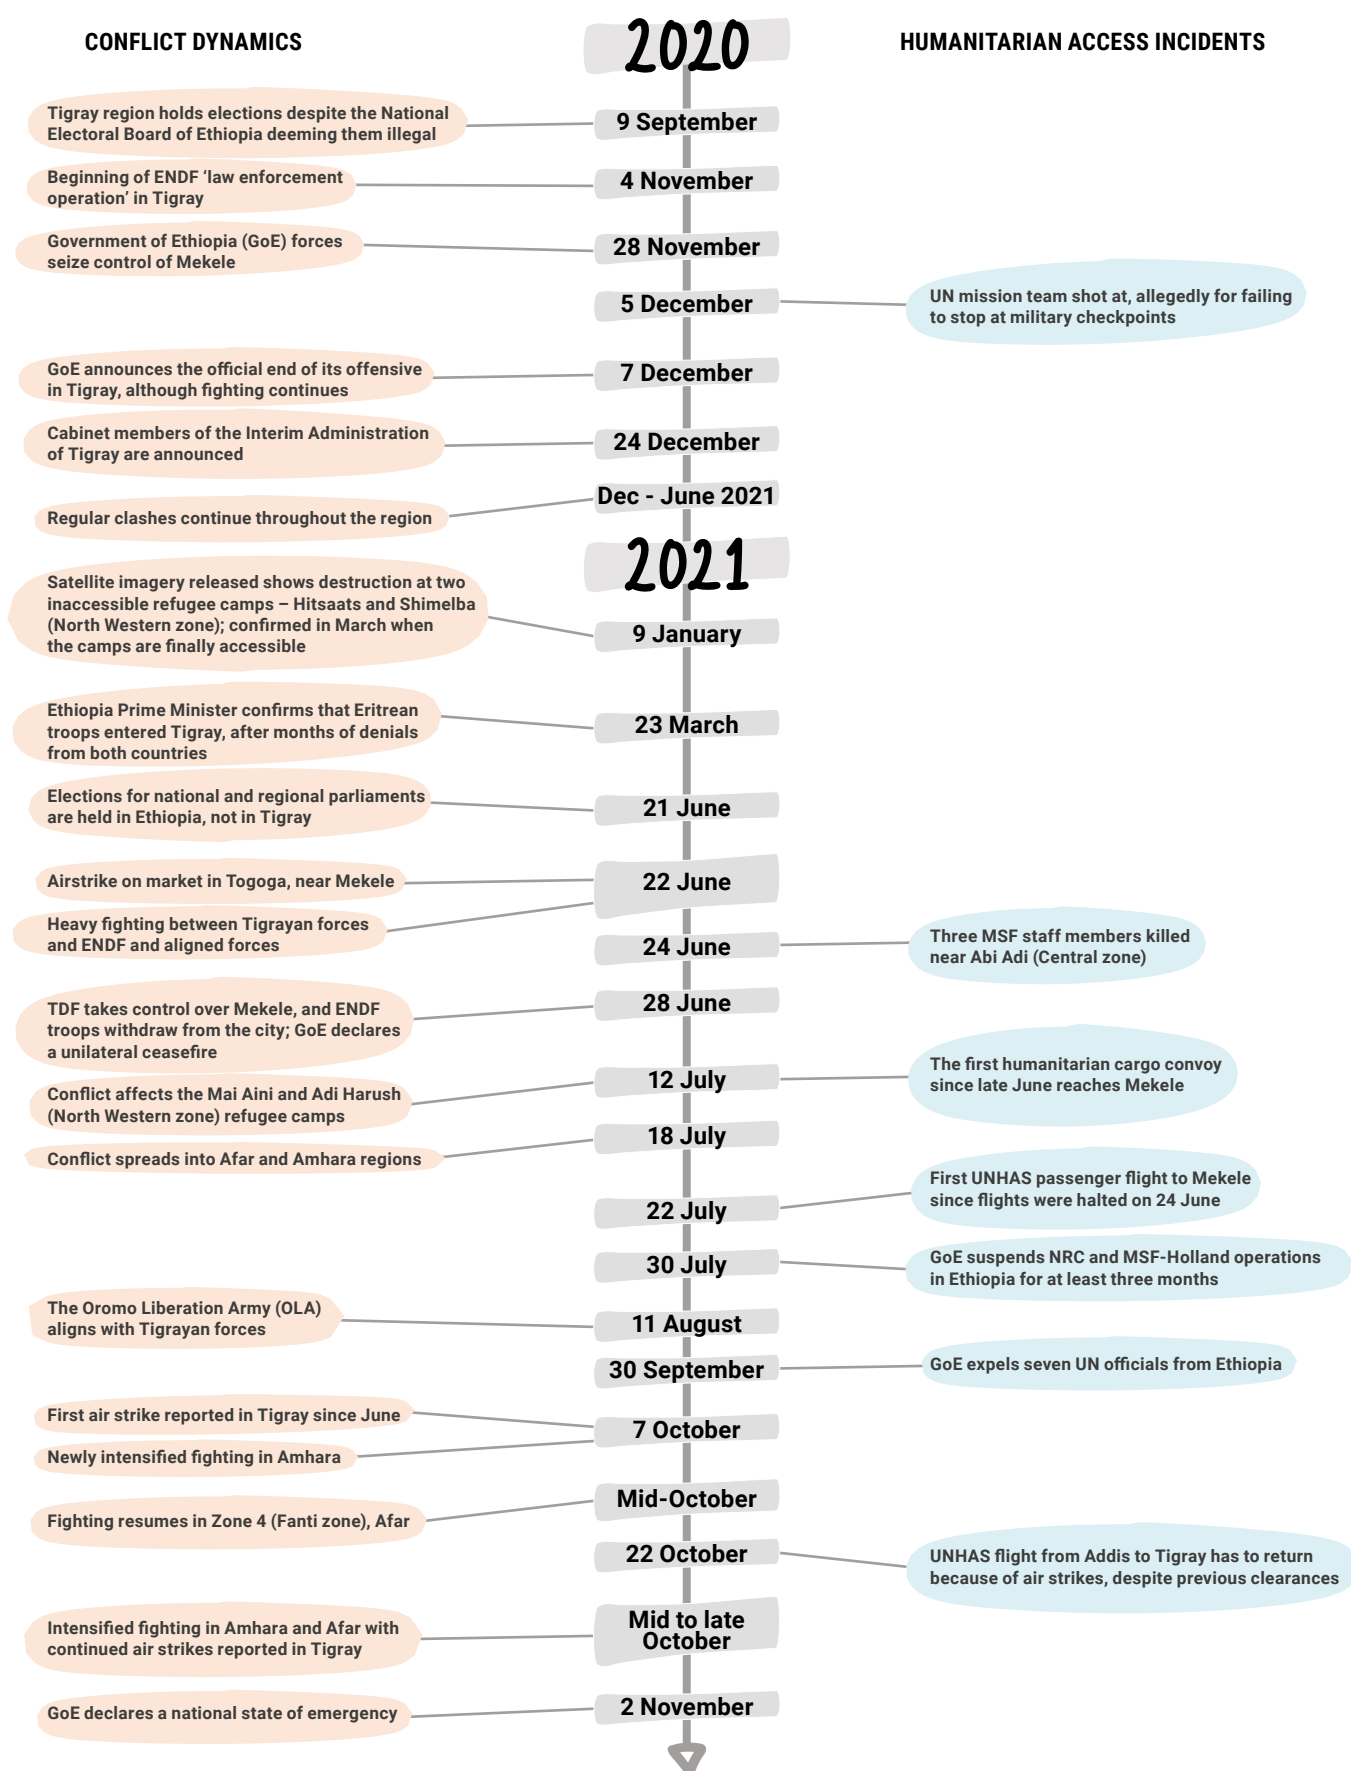 CONFLICT DYNAMICS
2020
HUMANITARIAN ACCESS INCIDENTS
Tigray region holds elections despite the National
Electoral Board of Ethiopia deeming them illegal
9 September
Beginning of ENDF ‘law enforcement
operation’ in Tigray
4 November
Government of Ethiopia (GoE) forces
seize control of Mekele
28 November
5 December
UN mission team shot at, allegedly for failing
to stop at military checkpoints
GoE announces the official end of its offensive
in Tigray, although fighting continues
7 December
Cabinet members of the Interim Administration
of Tigray are announced
24 December
Regular clashes continue throughout the region
Dec - June 2021
2021
Satellite imagery released shows destruction at two
inaccessible refugee camps – Hitsaats and Shimelba
(North Western zone); confirmed in March when
the camps are finally accessible
9 January
Ethiopia Prime Minister confirms that Eritrean
troops entered Tigray, after months of denials
from both countries
23 March
Elections for national and regional parliaments
are held in Ethiopia, not in Tigray
21 June
Airstrike on market in Togoga, near Mekele
22 June
Heavy fighting between Tigrayan forces
and ENDF and aligned forces
24 June
Three MSF staff members killed
near Abi Adi (Central zone)
TDF takes control over Mekele, and ENDF
troops withdraw from the city; GoE declares
a unilateral ceasefire
28 June
Conflict affects the Mai Aini and Adi Harush
(North Western zone) refugee camps
12 July
The first humanitarian cargo convoy
since late June reaches Mekele
Conflict spreads into Afar and Amhara regions
18 July
22 July
First UNHAS passenger flight to Mekele
since flights were halted on 24 June
30 July
GoE suspends NRC and MSF-Holland operations
in Ethiopia for at least three months
The Oromo Liberation Army (OLA)
aligns with Tigrayan forces
11 August
30 September
GoE expels seven UN officials from Ethiopia
First air strike reported in Tigray since June
7 October
Newly intensified fighting in Amhara
Fighting resumes in Zone 4 (Fanti zone), Afar
Mid-October
22 October
UNHAS flight from Addis to Tigray has to return
because of air strikes, despite previous clearances
Intensified fighting in Amhara and Afar with
continued air strikes reported in Tigray
Mid to late
October
GoE declares a national state of emergency
2 November